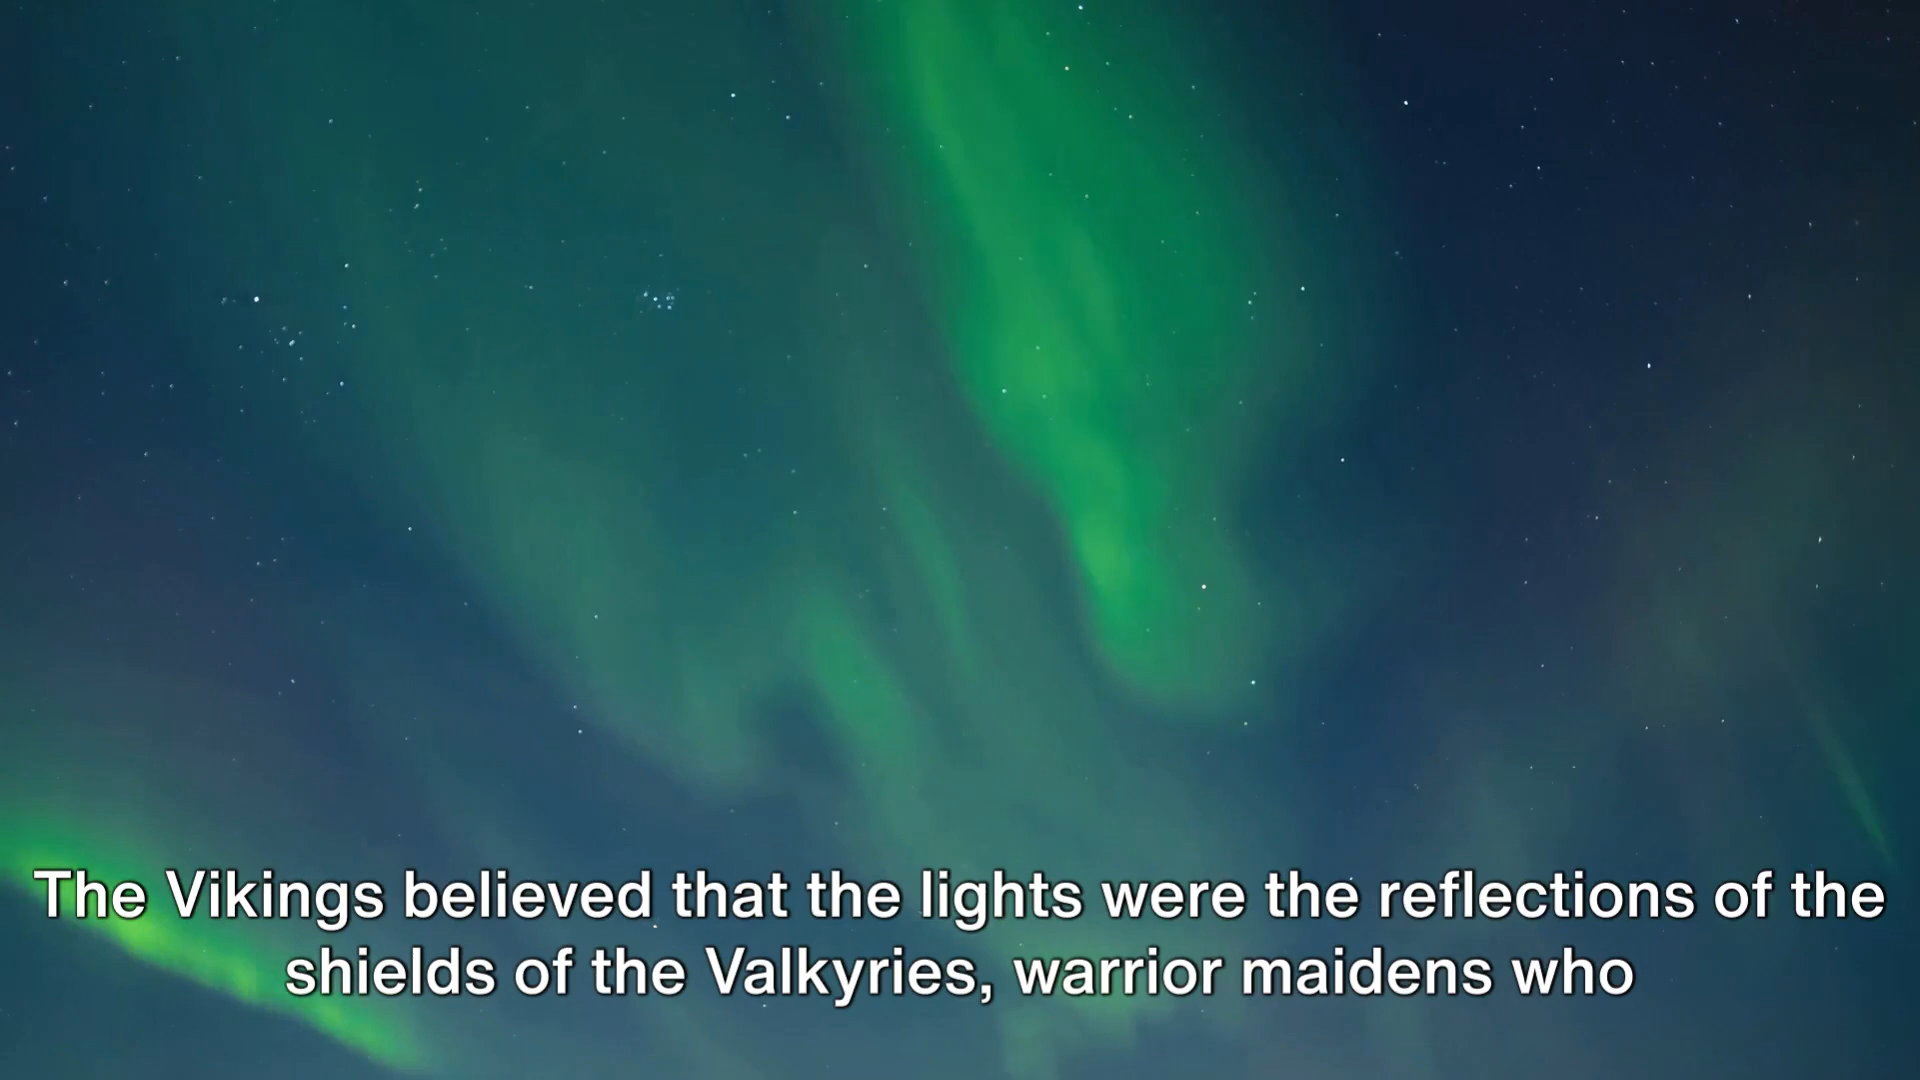 The Vikings believed that the lights were the reflections of the
shields of the Valkyries, warrior maidens who